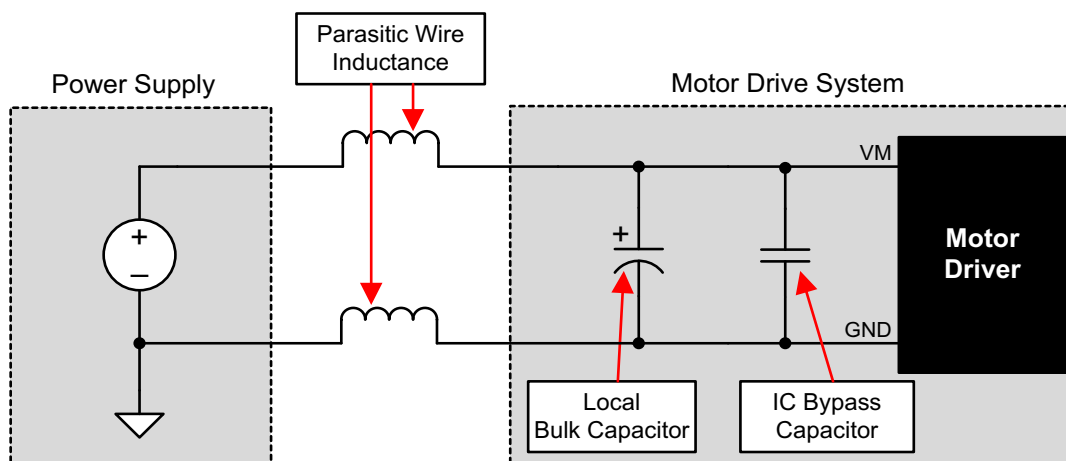 Parasitic Wire
Inductance
Power Supply
Motor Drive System
VM
+
–
+
Motor
Driver
GND
Local
Bulk Capacitor
IC Bypass
Capacitor